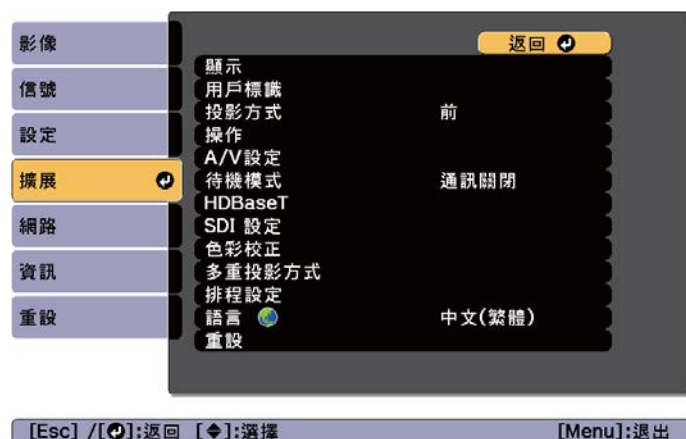 影像
信號
設定
擴展
網路
資訊
重設
返回
顯示
用戶標識
投影方式 前
操作
A/V設定
待機模式 通訊關閉
HDBaseT
SDI 設定
色彩校正
多重投影方式
排程設定
語言 中文(繁體)
重設
[Esc] /[]:返回 [◆]:選擇 [Menu]:退出